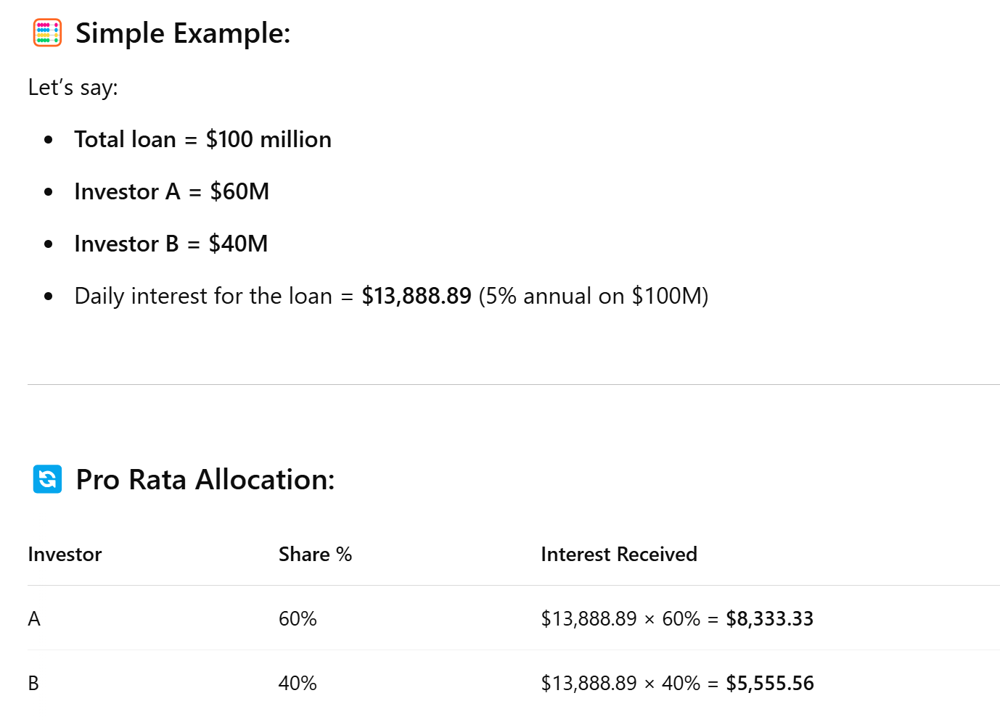 Simple Example:
Let’s say:
• Total loan = $100 million
• Investor A = $60M
• Investor B = $40M
• Daily interest for the loan = $13,888.89 (5% annual on $100M)
Pro Rata Allocation:
Investor Share % Interest Received
A 60% $13,888.89 × 60% = $8,333.33
B 40% $13,888.89 × 40% = $5,555.56